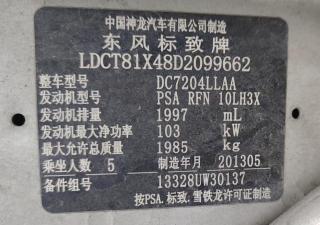 中国神龙汽车有限公司制造
东风标致牌
LDCT81X48D2099662
整车型号 DC7204LLAA
发动机型号 PSA RFN 10LH3X
发动机排量 1997 mL
发动机最大净功率 103 kW
最大允许总质量 1985 kg
乘坐人数 5 制造年月 201305
备件组号 13328UW30137
按PSA.标致.雪铁龙许可证制造